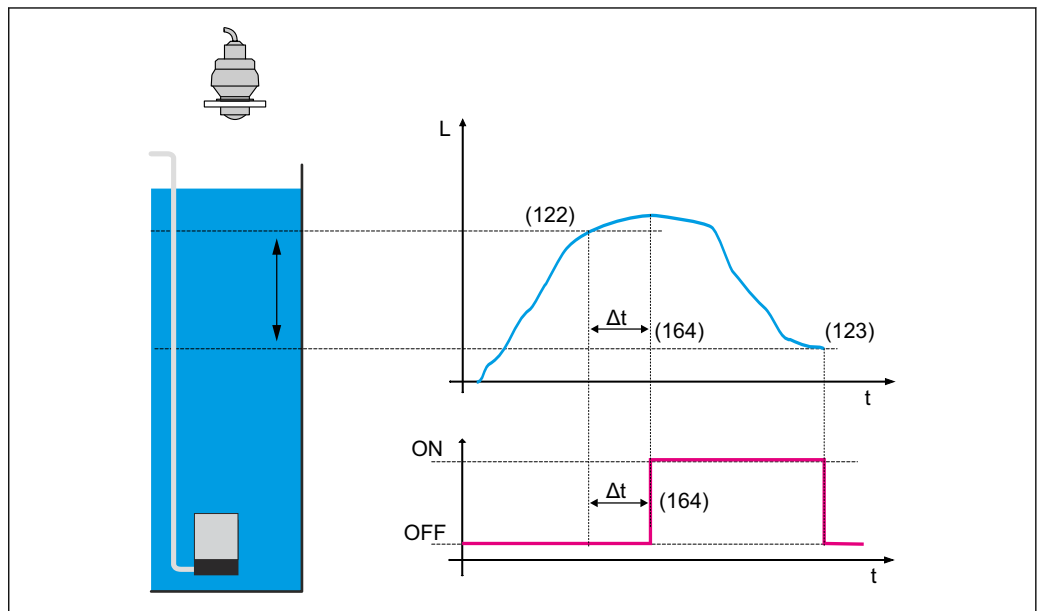 L
(122)
Δt
(164)
(123)
t
ON
Δt
(164)
OFF
t